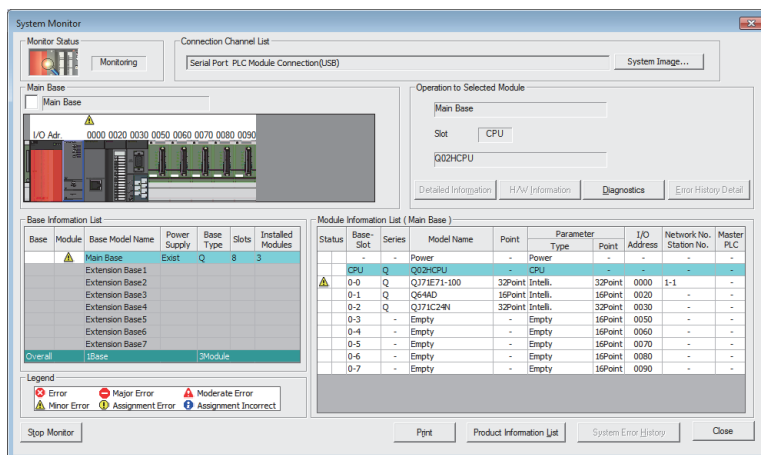 System Monitor
Monitor Status
Monitoring
Connection Channel List
Serial Port PLC Module Connection(USB)
System Image...
Main Base
Main Base
I/O Adr. 0000 0020 0030 0050 0060 0070 0080 0090
Operation to Selected Module
Main Base
Slot CPU
Q02HCPU
Detailed Information H/W Information Diagnostics Error History Detail
Base Information List
Base Module Base Model Name Power Supply Base Type Slots Installed Modules
Main Base Exist Q 8 3
Extension Base1
Extension Base2
Extension Base3
Extension Base4
Extension Base5
Extension Base6
Extension Base7
Overall 1Base 3Module
Module Information List ( Main Base )
Status Base-Slot Series Model Name Point Parameter Type Point I/O Address Network No. Station No. Master PLC
- - Power - Power - - - -
CPU Q Q02HCPU - CPU - - - -
0-0 Q QJ71E71-100 32Point Intelli. 32Point 0000 1-1 -
0-1 Q Q64AD 16Point Intelli. 16Point 0020 - -
0-2 Q QJ71C24N 32Point Intelli. 32Point 0030 - -
0-3 - Empty - Empty 16Point 0050 - -
0-4 - Empty - Empty 16Point 0060 - -
0-5 - Empty - Empty 16Point 0070 - -
0-6 - Empty - Empty 16Point 0080 - -
0-7 - Empty - Empty 16Point 0090 - -
Legend
Error Major Error Moderate Error
Minor Error Assignment Error Assignment Incorrect
Stop Monitor Print Product Information List System Error History Close